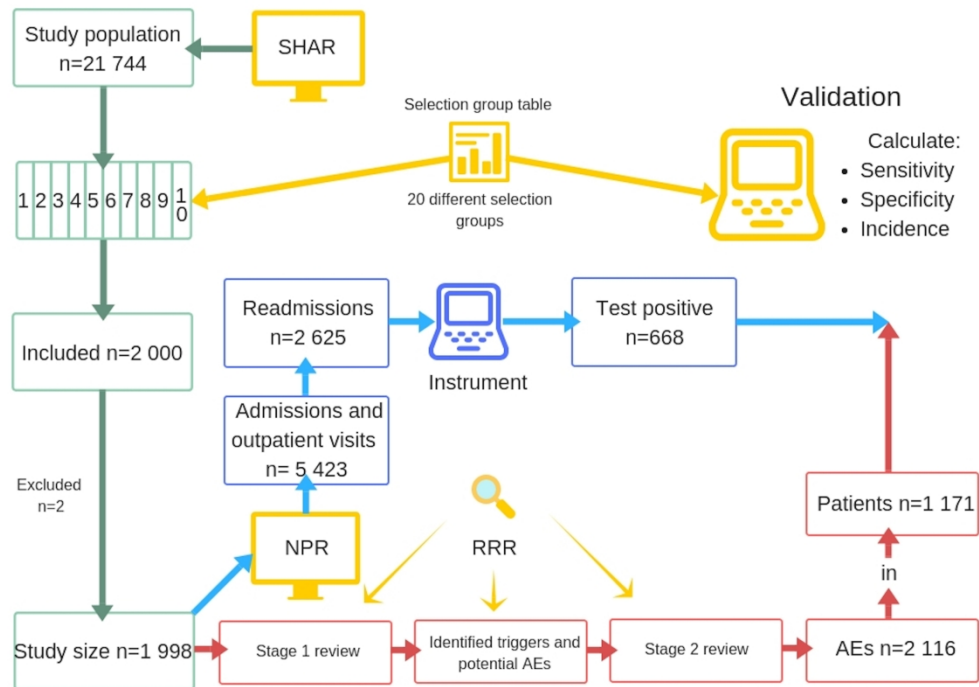 Study population
n=21 744
SHAR
Selection group table
20 different selection
groups
Validation
Calculate:
• Sensitivity
• Specificity
• Incidence
1 2 3 4 5 6 7 8 9 1
0
Readmissions
n=2 625
Instrument
Test positive
n=668
Included n=2 000
Admissions and
outpatient visits
n= 5 423
Excluded
n=2
NPR
RRR
Patients n=1 171
in
Study size n=1 998
Stage 1 review
Identified triggers and
potential AEs
Stage 2 review
AEs n=2 116